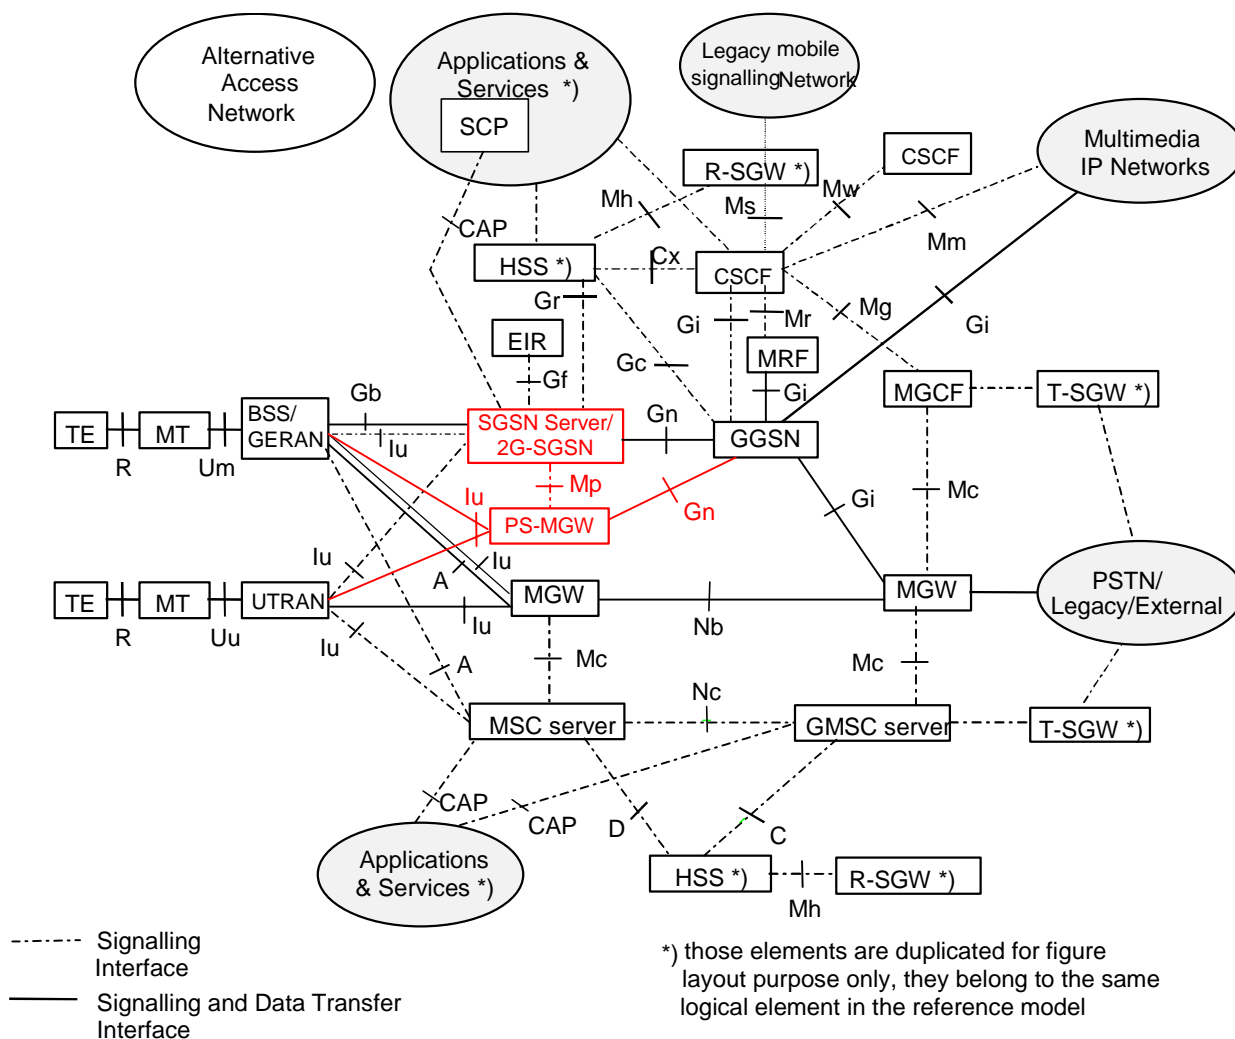 Alternative
Access
Network
Applications &
Services *)
SCP
Legacy mobile
signalling Network
Multimedia
IP Networks
CSCF
R-SGW *)
Mh
Ms
Mw
Mm
CAP
HSS *)
Cx
CSCF
Gr
Gi
Mr
Mg
Gi
EIR
MRF
Gf
Gc
Gi
MGCF
T-SGW *)
Gb
BSS/
GERAN
TE
R
MT
Um
Iu
SGSN Server/
2G-SGSN
Gn
GGSN
Mp
Iu
Gn
Gi
Mc
PS-MGW
Iu
A
Iu
TE
R
MT
Uu
UTRAN
Iu
Iu
MGW
Nb
MGW
PSTN/
Legacy/External
A
Mc
Mc
Nc
MSC server
GMSC server
T-SGW *)
CAP
CAP
D
C
Applications
& Services *)
HSS *)
Mh
R-SGW *)
Signalling
Interface
Signalling and Data Transfer
Interface
*) those elements are duplicated for figure
layout purpose only, they belong to the same
logical element in the reference model